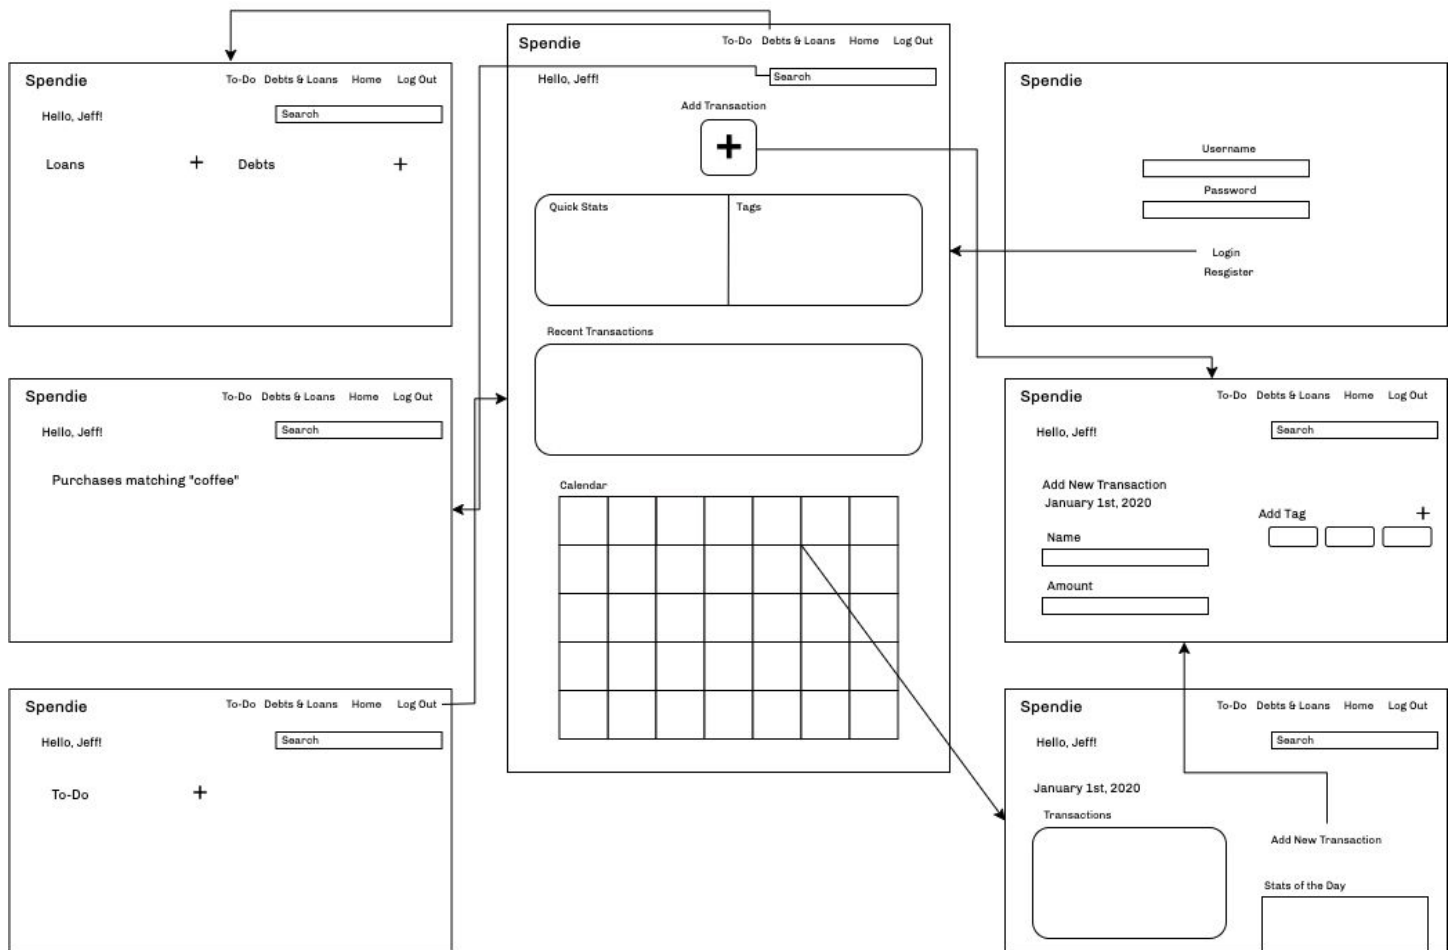 Spendie
To-Do Debts & Loans Home Log Out
Hello, Jeff!
Search
Loans + Debts +
Spendie
To-Do Debts & Loans Home Log Out
Hello, Jeff!
Search
Purchases matching "coffee"
Spendie
To-Do Debts & Loans Home Log Out
Hello, Jeff!
Search
To-Do +
Spendie
To-Do Debts & Loans Home Log Out
Hello, Jeff!
Search
Add Transaction
+
Quick Stats
Tags
Recent Transactions
Calendar
Spendie
Username
Password
Login
Resgister
Spendie
To-Do Debts & Loans Home Log Out
Hello, Jeff!
Search
Add New Transaction
January 1st, 2020
Add Tag +
Name
Amount
Spendie
To-Do Debts & Loans Home Log Out
Hello, Jeff!
Search
January 1st, 2020
Transactions
Add New Transaction
Stats of the Day